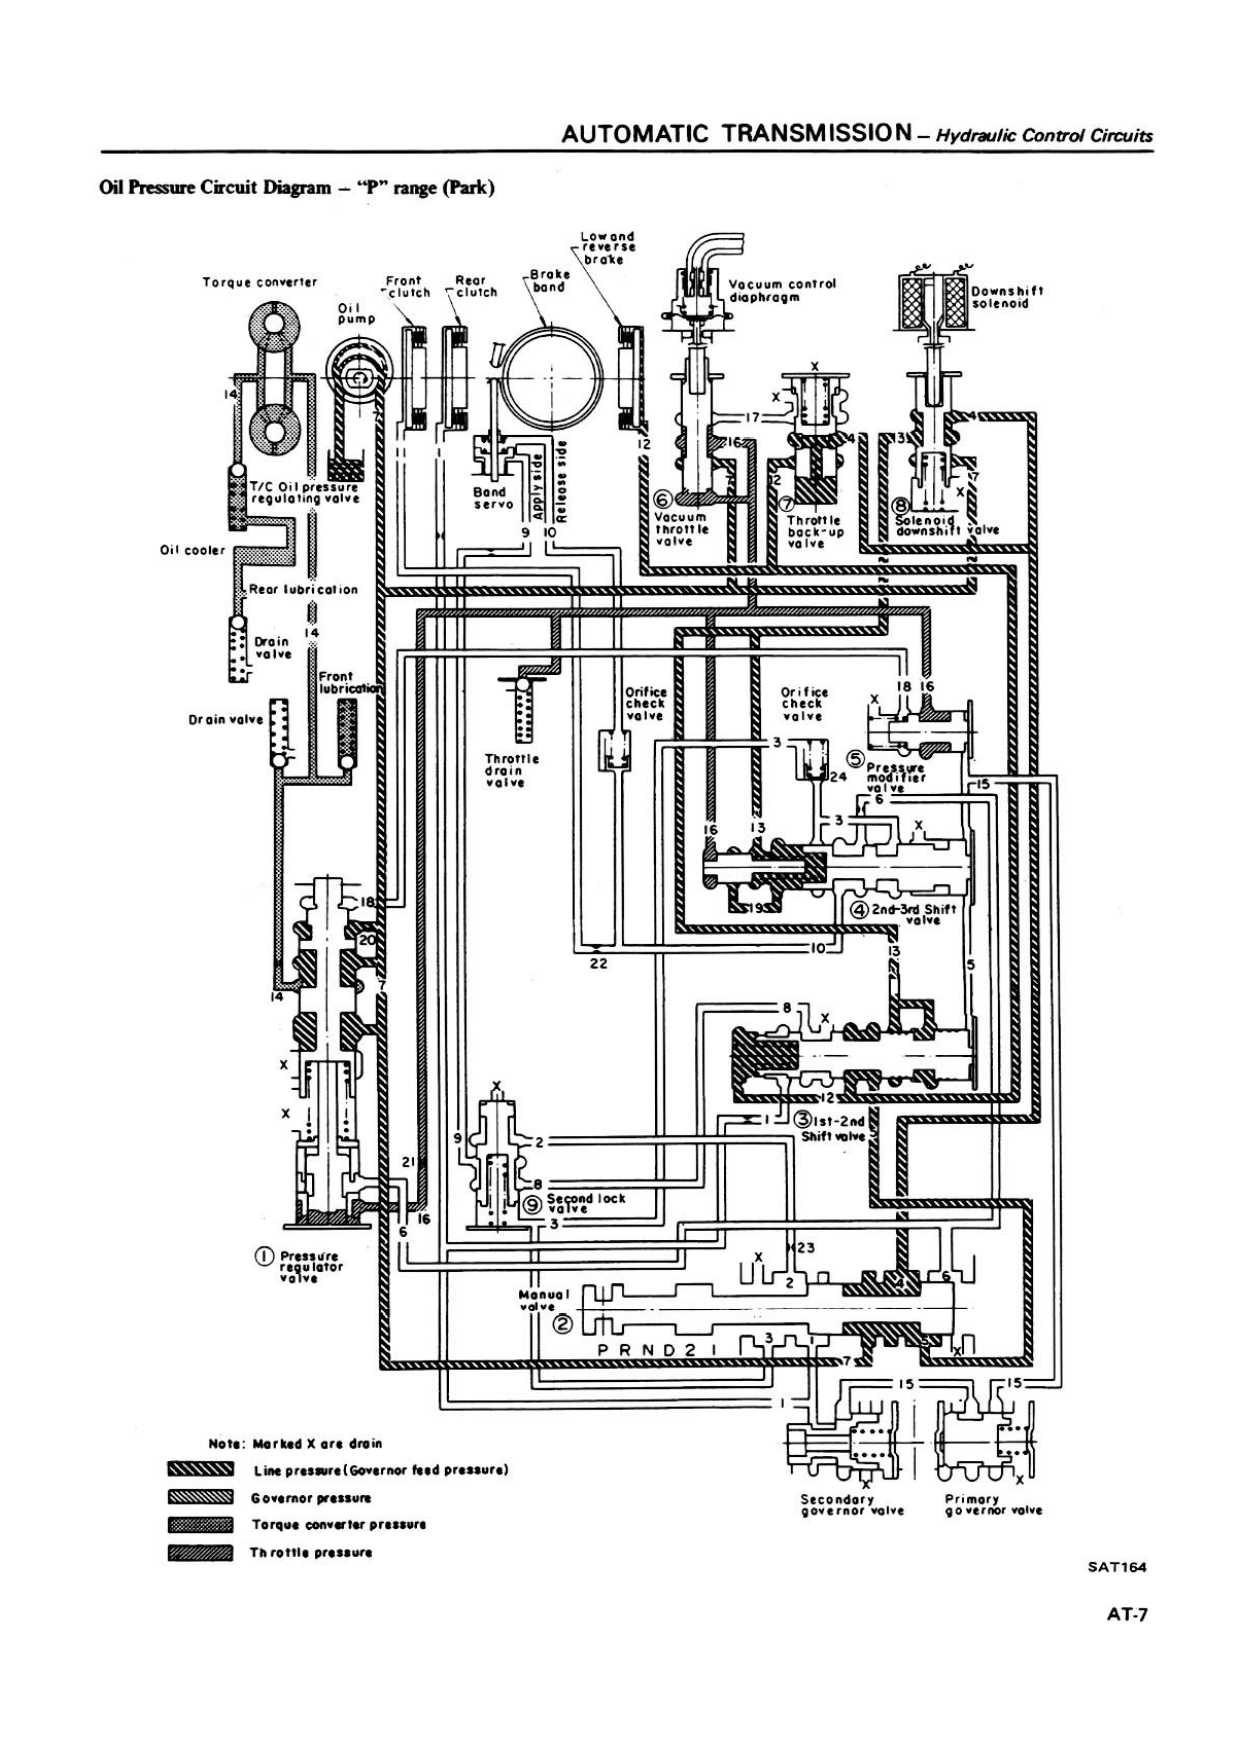 AUTOMATIC TRANSMISSION – Hydraulic Control Circuits
Oil Pressure Circuit Diagram – “P” range (Park)
Low and
reverse
brake
Torque converter
Front
clutch
Rear
clutch
Brake
band
Vacuum control
diaphragm
Downshift
solenoid
Oil
pump
X
X
14
7
17
4
4
1
1
12
16
4
13
T/C Oil pressure
regulating valve
Band
servo
Apply side
Release side
7
12
7
X
⑥
Vacuum
throttle
valve
⑦
Throttle
back-up
valve
⑧
Solenoid
downshift valve
9
10
Oil cooler
Rear lubrication
14
Drain
valve
Front
lubrication
Drain valve
Orifice
check
valve
Orifice
check
valve
18
16
X
3
24
⑤
Pressure
modifier
valve
15
Throttle
drain
valve
6
3
X
16
13
18
19
④ 2nd-3rd Shift
valve
20
10
13
22
5
14
7
8
X
X
12
X
1
③ 1st-2nd
Shift valve
X
9
2
21
8
⑨ Second lock
valve
16
3
6
① Pressure
regulator
valve
23
X
2
4
6
Manual
valve
②
P R N D 2 1
3
1
7
5
X
15
15
1
Note: Marked X are drain
Line pressure (Governor feed pressure)
Governor pressure
Torque converter pressure
Throttle pressure
X
X
Secondary
governor valve
Primary
governor valve
SAT164
AT-7